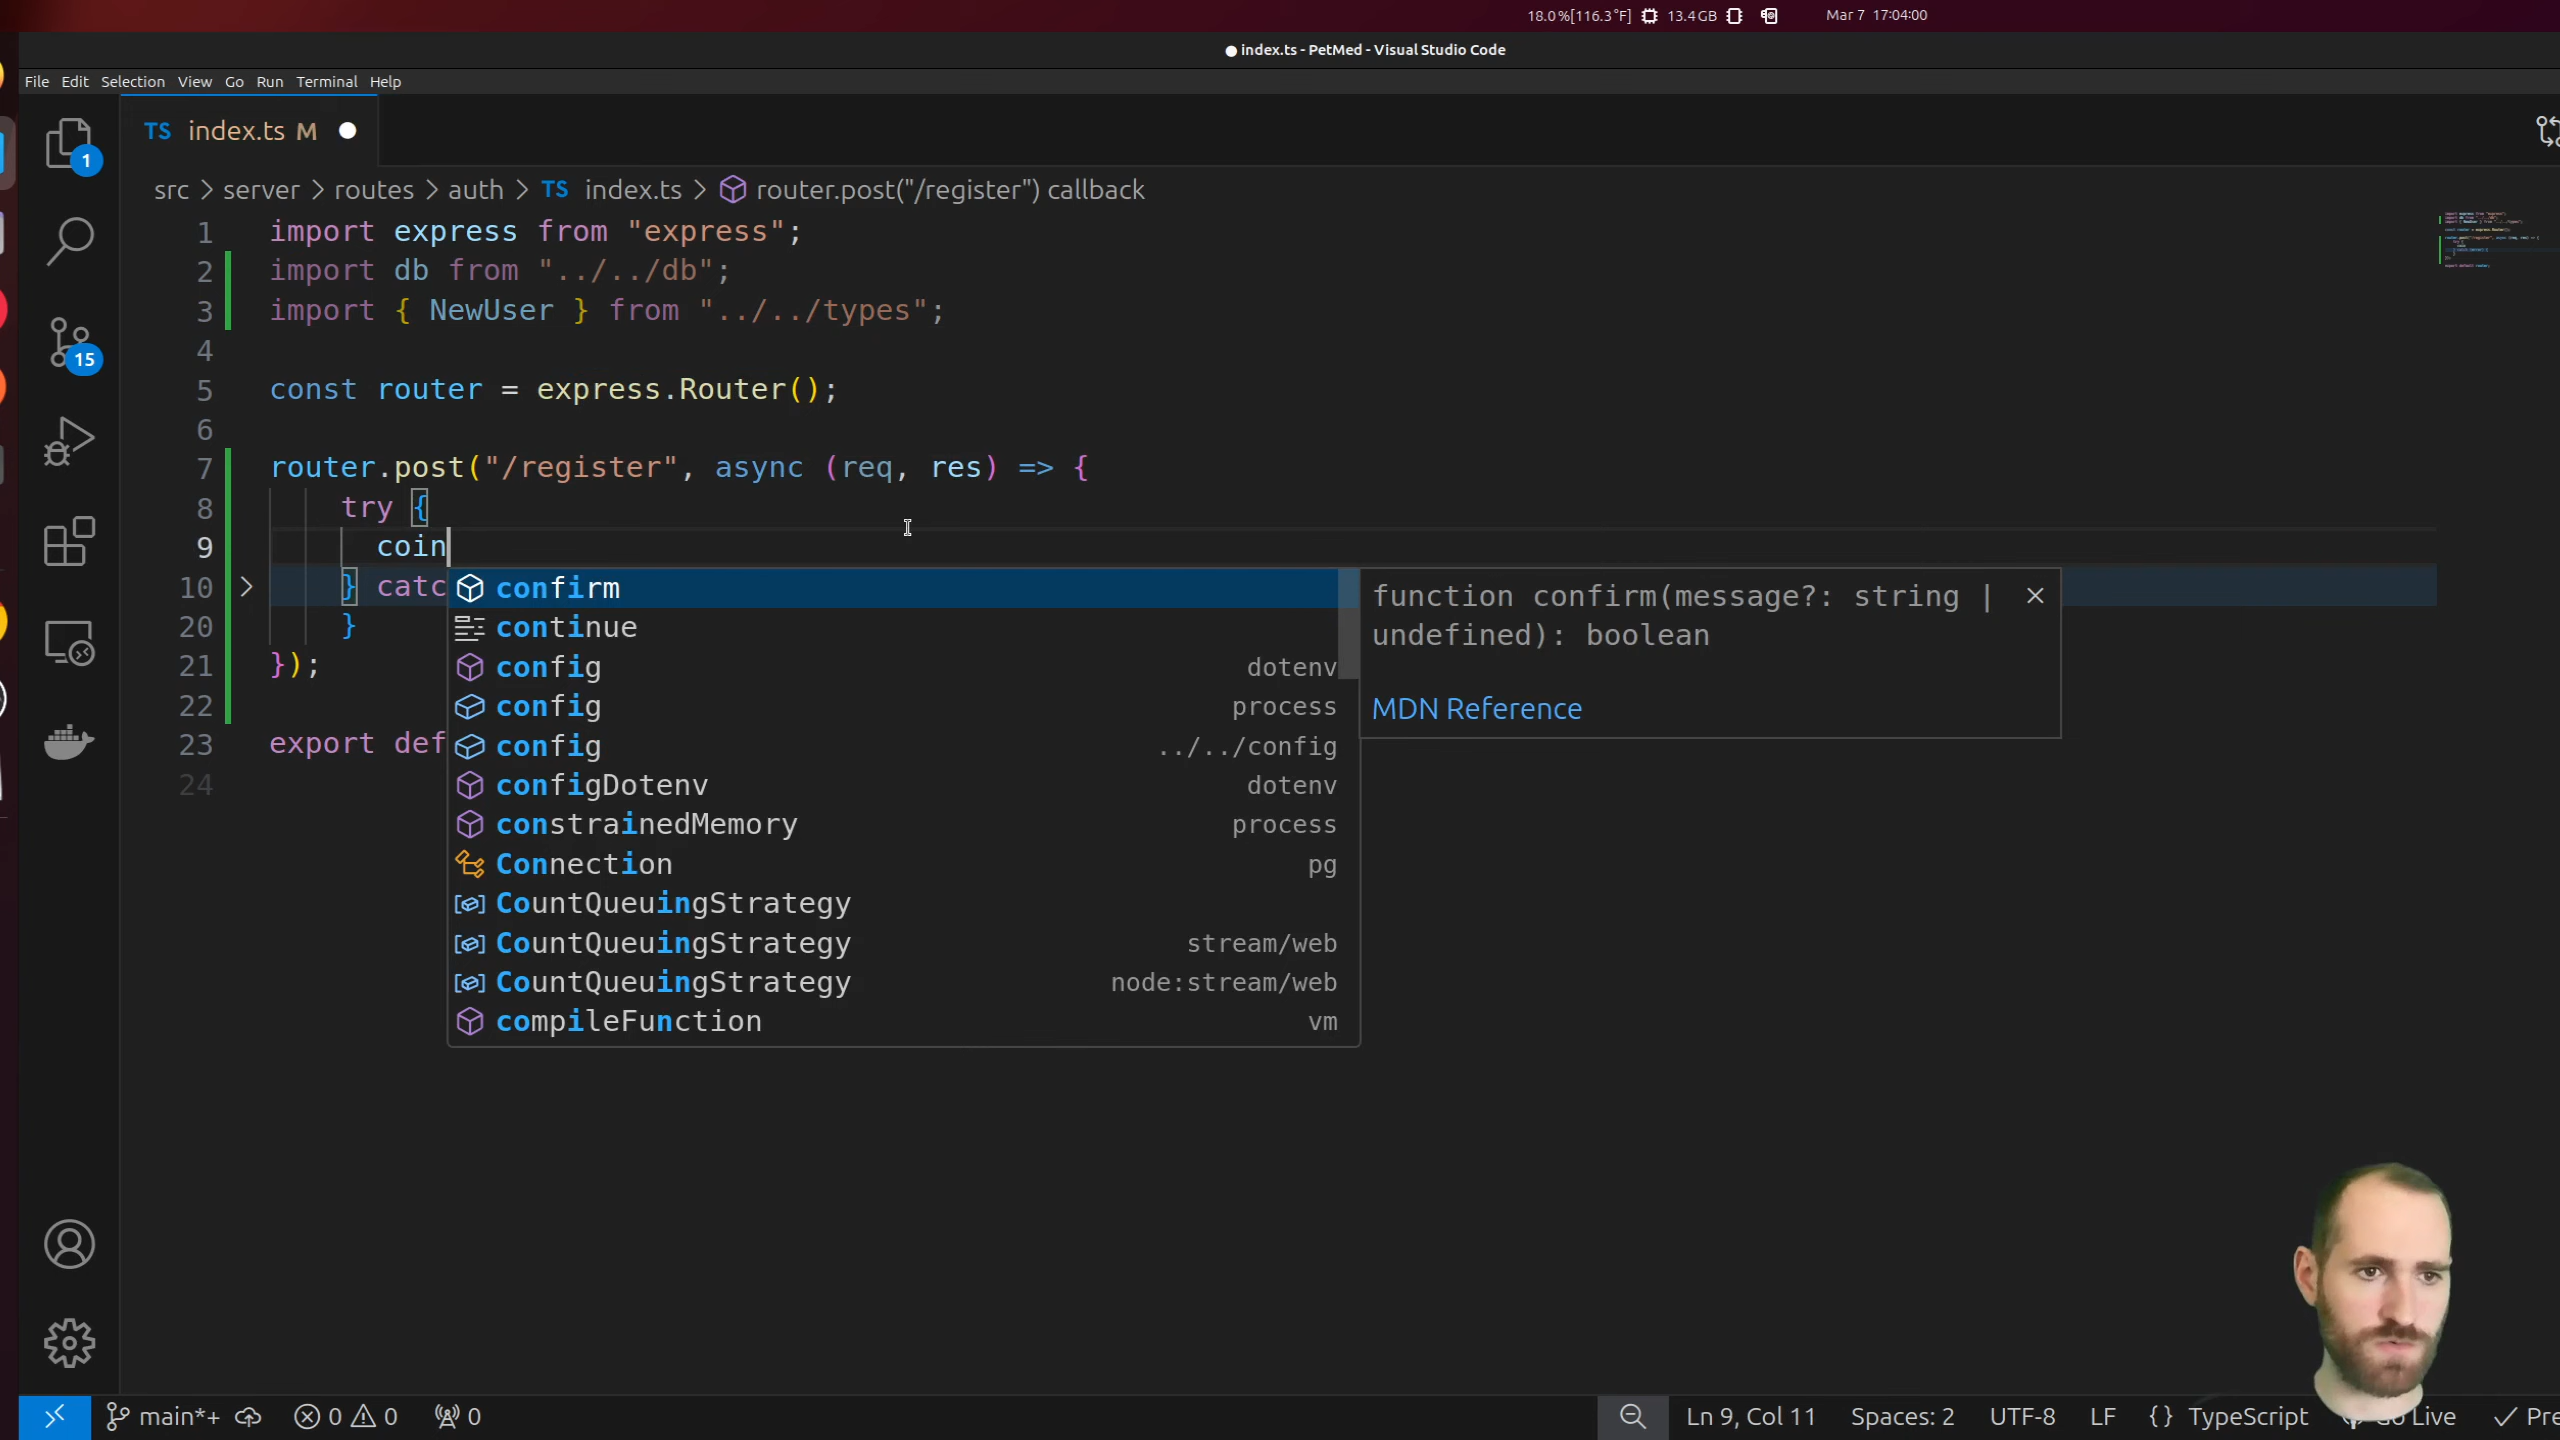 18.0%[116.3°F] 13.4GB Mar 7 17:04:00
● index.ts - PetMed - Visual Studio Code
File Edit Selection View Go Run Terminal Help
1
TS index.ts M
src > server > routes > auth > TS index.ts > router.post("/register") callback
1 import express from "express";
2 import db from "../../db";
3 import { NewUser } from "../../types";
4
5 const router = express.Router();
6
7 router.post("/register", async (req, res) => {
8 try {
9 coin
10 } catc
20 }
21 });
22
23 export def
24
15
confirm
continue
config dotenv
config process
config ../../config
configDotenv dotenv
constrainedMemory process
Connection pg
CountQueuingStrategy
CountQueuingStrategy stream/web
CountQueuingStrategy node:stream/web
compileFunction vm
function confirm(message?: string |
undefined): boolean
MDN Reference
main*+ 0 0 0 Ln 9, Col 11 Spaces: 2 UTF-8 LF {} TypeScript Go Live Pre